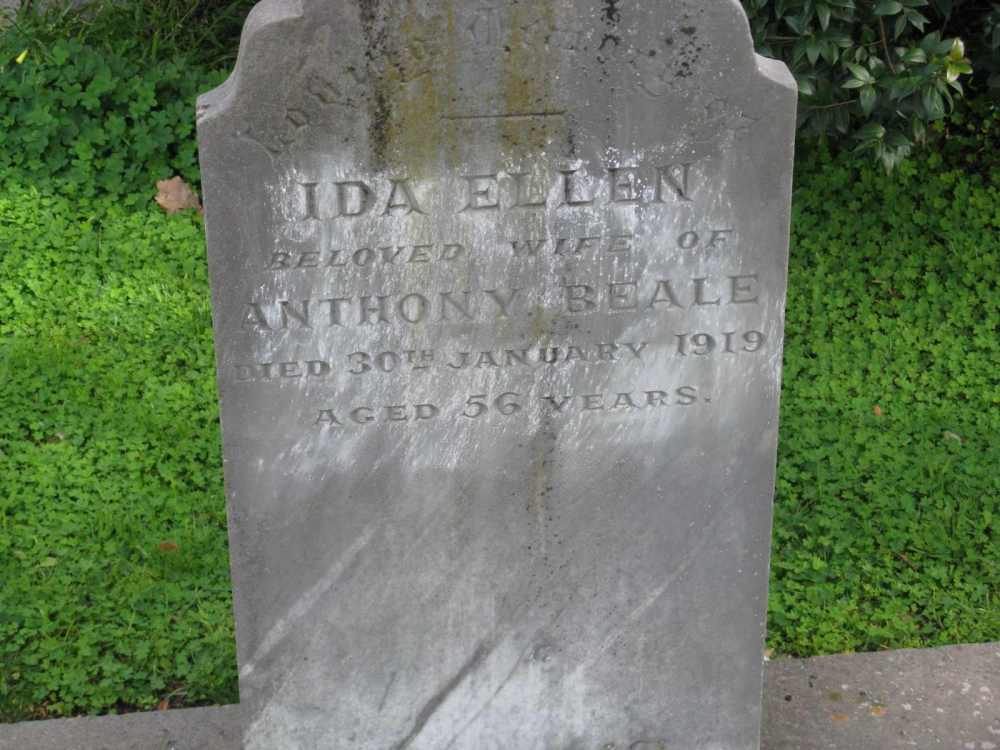 IDA ELLEN
BELOVED WIFE OF
ANTHONY BEALE
DIED 30TH JANUARY 1919
AGED 56 YEARS.